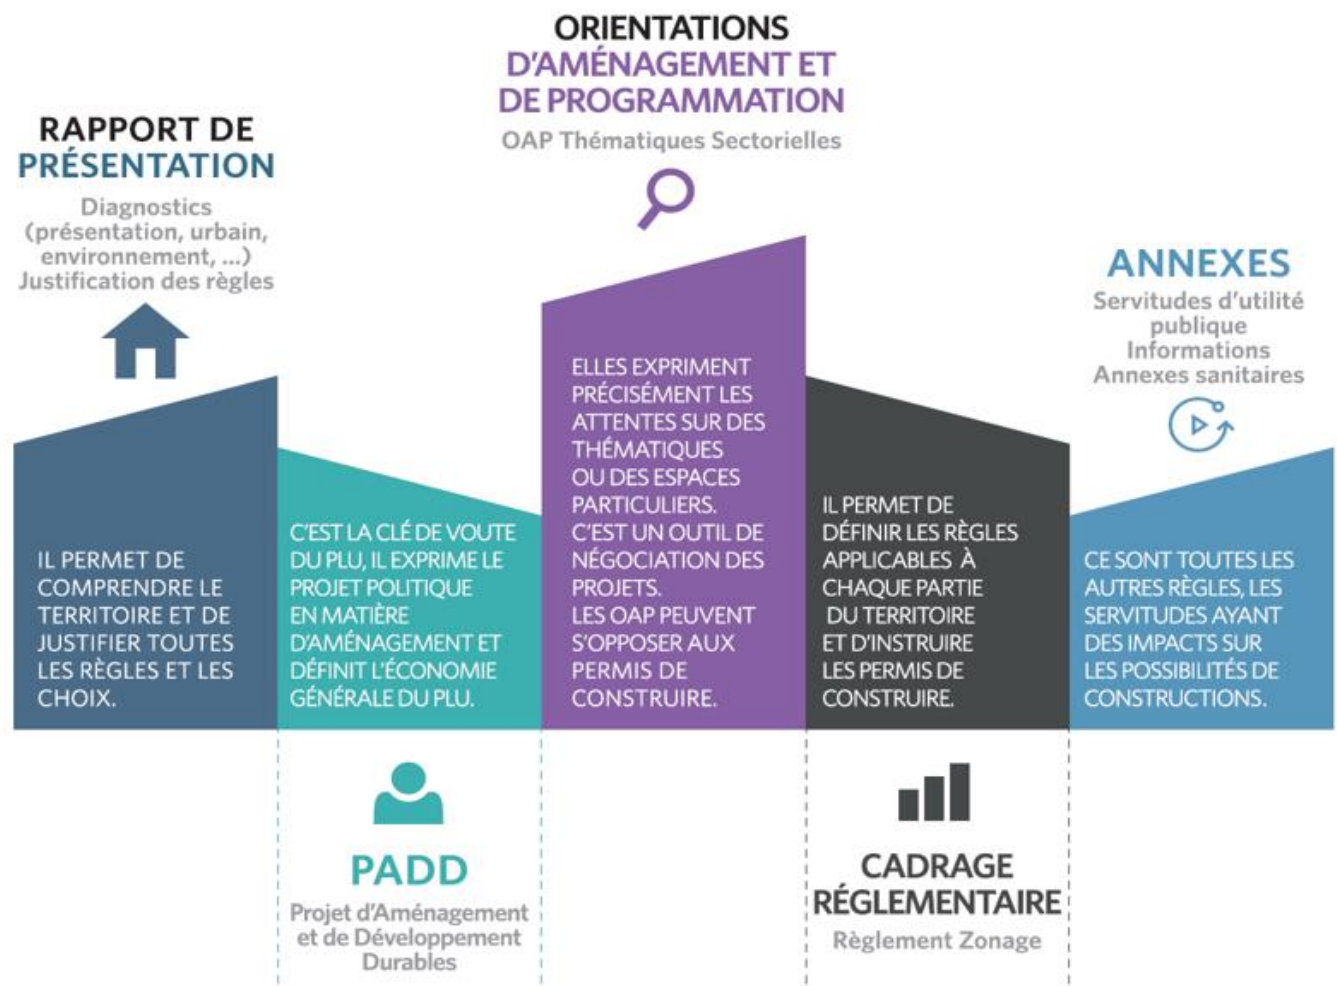 RAPPORT DE
PRÉSENTATION
Diagnostics
(présentation, urbain,
environnement, ...)
Justification des règles
IL PERMET DE
COMPRENDRE LE
TERRITOIRE ET DE
JUSTIFIER TOUTES
LES RÈGLES ET LES
CHOIX.
C'EST LA CLÉ DE VOUTE
DU PLU, IL EXPRIME LE
PROJET POLITIQUE
EN MATIÈRE
D'AMÉNAGEMENT ET
DÉFINIT L'ÉCONOMIE
GÉNÉRALE DU PLU.
PADD
Projet d'Aménagement
et de Développement
Durables
ORIENTATIONS
D'AMÉNAGEMENT ET
DE PROGRAMMATION
OAP Thématiques Sectorielles
ELLES EXPRIMENT
PRÉCISÉMENT LES
ATTENTES SUR DES
THÉMATIQUES
OU DES ESPACES
PARTICULIERS.
C'EST UN OUTIL DE
NÉGOCIATION DES
PROJETS.
LES OAP PEUVENT
S'OPPOSER AUX
PERMIS DE
CONSTRUIRE.
IL PERMET DE
DÉFINIR LES RÈGLES
APPLICABLES À
CHAQUE PARTIE
DU TERRITOIRE
ET D'INSTRUIRE
LES PERMIS DE
CONSTRUIRE.
CADRAGE
RÉGLEMENTAIRE
Règlement Zonage
ANNEXES
Servitudes d'utilité
publique
Informations
Annexes sanitaires
CE SONT TOUTES LES
AUTRES RÈGLES, LES
SERVITUDES AYANT
DES IMPACTS SUR
LES POSSIBILITÉS DE
CONSTRUCTIONS.